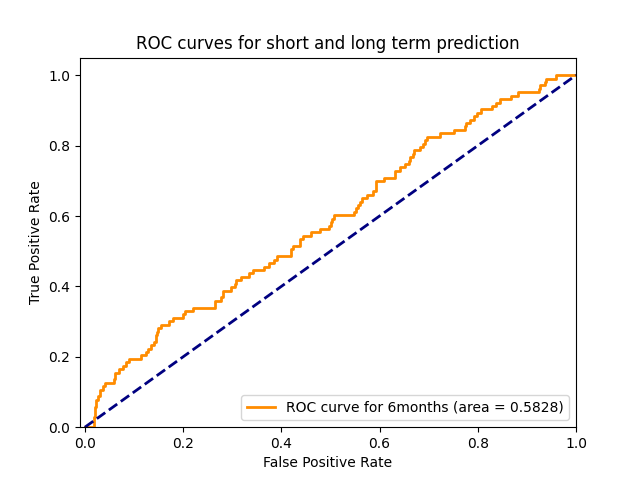 ROC curves for short and long term prediction
True Positive Rate
1.0
0.8
0.6
0.4
0.2
0.0
0.0 0.2 0.4 0.6 0.8 1.0
False Positive Rate
ROC curve for 6months (area = 0.5828)